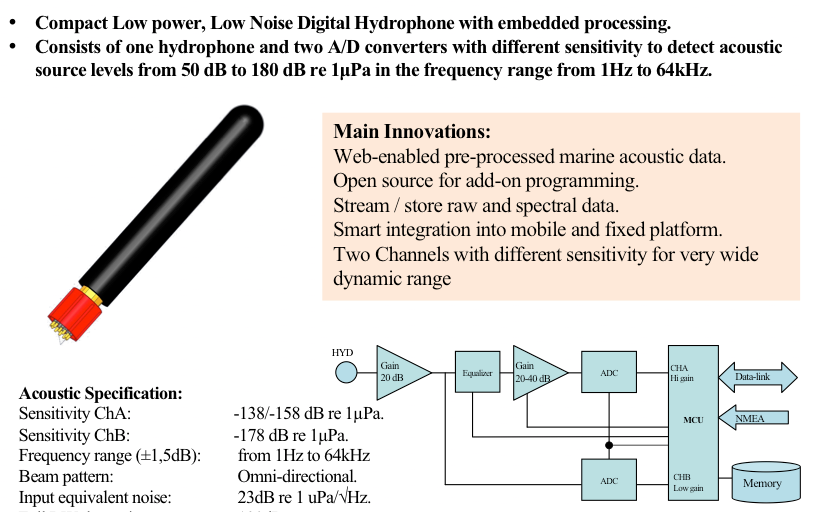 • Compact Low power, Low Noise Digital Hydrophone with embedded processing.
• Consists of one hydrophone and two A/D converters with different sensitivity to detect acoustic
source levels from 50 dB to 180 dB re 1µPa in the frequency range from 1Hz to 64kHz.
Main Innovations:
Web-enabled pre-processed marine acoustic data.
Open source for add-on programming.
Stream / store raw and spectral data.
Smart integration into mobile and fixed platform.
Two Channels with different sensitivity for very wide
dynamic range
HYD
Gain
20 dB
Equalizer
Gain
20-40 dB
ADC
CHA
Hi gain
MCU
Data-link
NMEA
ADC
CHB
Low gain
Memory
Acoustic Specification:
Sensitivity ChA: -138/-158 dB re 1µPa.
Sensitivity ChB: -178 dB re 1µPa.
Frequency range (±1,5dB): from 1Hz to 64kHz
Beam pattern: Omni-directional.
Input equivalent noise: 23dB re 1 uPa/√Hz.